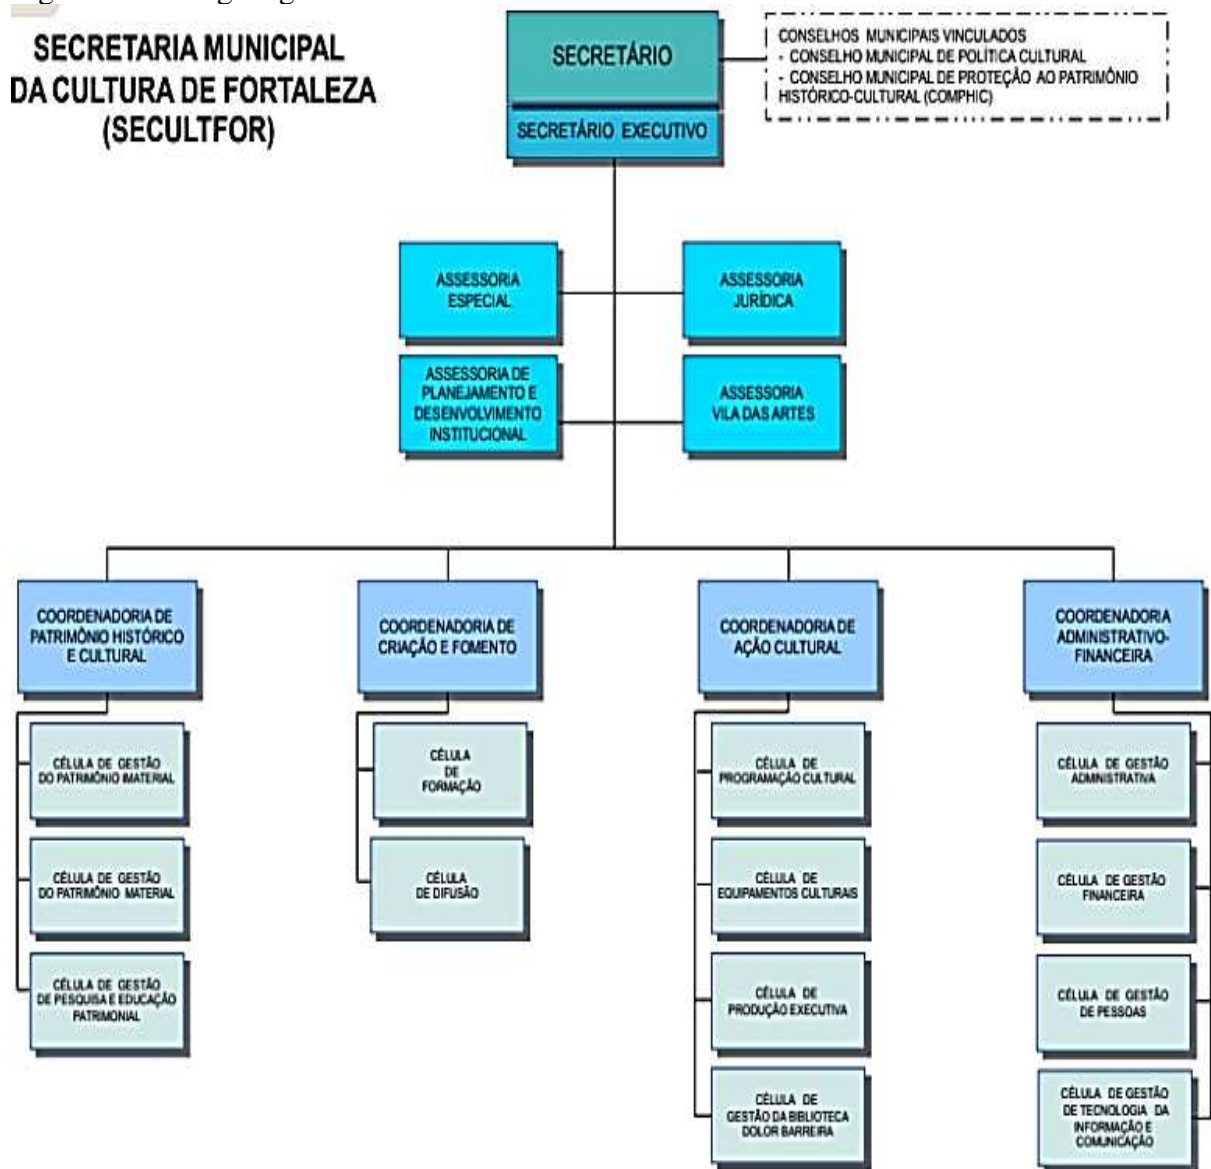 SECRETARIA MUNICIPAL
DA CULTURA DE FORTALEZA
(SECULTFOR)
SECRETÁRIO
SECRETÁRIO EXECUTIVO
CONSELHOS MUNICIPAIS VINCULADOS
- CONSELHO MUNICIPAL DE POLÍTICA CULTURAL
- CONSELHO MUNICIPAL DE PROTEÇÃO AO PATRIMÔNIO
HISTÓRICO-CULTURAL (COMPHIC)
ASSESSORIA
ESPECIAL
ASSESSORIA
JURÍDICA
ASSESSORIA DE
PLANEJAMENTO E
DESENVOLVIMENTO
INSTITUCIONAL
ASSESSORIA
VILA DAS ARTES
COORDENADORIA DE
PATRIMÔNIO HISTÓRICO
E CULTURAL
COORDENADORIA DE
CRIAÇÃO E FOMENTO
COORDENADORIA DE
AÇÃO CULTURAL
COORDENADORIA
ADMINISTRATIVO-
FINANCEIRA
CÉLULA DE GESTÃO
DO PATRIMÔNIO IMATERIAL
CÉLULA DE GESTÃO
DO PATRIMÔNIO MATERIAL
CÉLULA DE GESTÃO
DE PESQUISA E EDUCAÇÃO
PATRIMONIAL
CÉLULA
DE
FORMAÇÃO
CÉLULA
DE DIFUSÃO
CÉLULA DE
PROGRAMAÇÃO CULTURAL
CÉLULA DE
EQUIPAMENTOS CULTURAIS
CÉLULA DE
PRODUÇÃO EXECUTIVA
CÉLULA DE
GESTÃO DA BIBLIOTECA
DOLOR BARREIRA
CÉLULA DE GESTÃO
ADMINISTRATIVA
CÉLULA DE GESTÃO
FINANCEIRA
CÉLULA DE GESTÃO
DE PESSOAS
CÉLULA DE GESTÃO
DE TECNOLOGIA DA
INFORMAÇÃO E
COMUNICAÇÃO